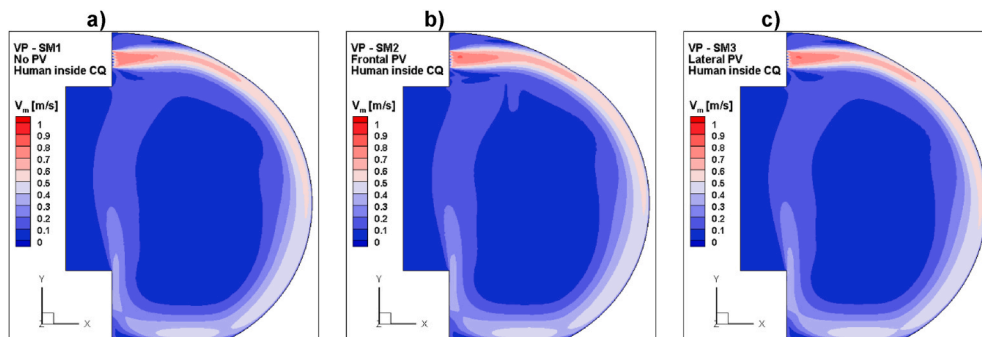 a)
VP - SM1
No PV
Human inside CQ
Vm [m/s]
1
0.9
0.8
0.7
0.6
0.5
0.4
0.3
0.2
0.1
0
Y
Z
X
b)
VP - SM2
Frontal PV
Human inside CQ
Vm [m/s]
1
0.9
0.8
0.7
0.6
0.5
0.4
0.3
0.2
0.1
0
Y
Z
X
c)
VP - SM3
Lateral PV
Human inside CQ
Vm [m/s]
1
0.9
0.8
0.7
0.6
0.5
0.4
0.3
0.2
0.1
0
Y
Z
X